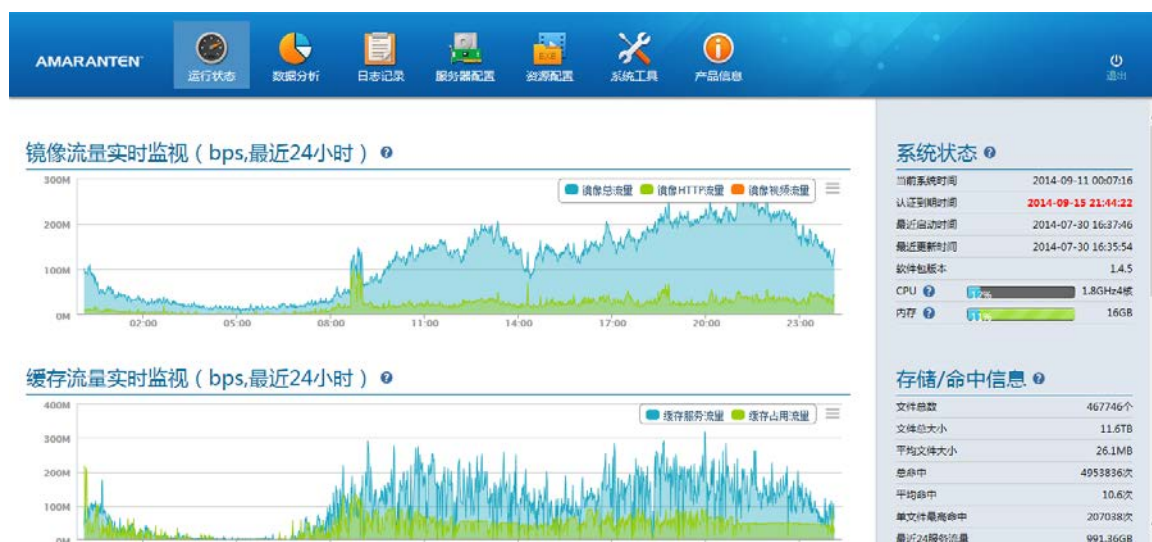 AMARANTEN
运行状态
数据分析
日志记录
服务器配置
EXE
资源配置
系统工具
产品信息
退出
镜像流量实时监视 ( bps,最近24小时 )
300M
200M
100M
0M
镜像总流量 镜像HTTP流量 镜像视频流量
02:00 05:00 08:00 11:00 14:00 17:00 20:00 23:00
缓存流量实时监视 ( bps,最近24小时 )
400M
300M
200M
100M
0M
缓存服务流量 缓存占用流量
系统状态
当前系统时间 2014-09-11 00:07:16
认证到期时间 2014-09-15 21:44:22
最近启动时间 2014-07-30 16:37:46
最近更新时间 2014-07-30 16:35:54
软件包版本 1.4.5
CPU 12% 1.8GHz4核
内存 11% 16GB
存储/命中信息
文件总数 467746个
文件总大小 11.6TB
平均文件大小 26.1MB
总命中 4953836次
平均命中 10.6次
单文件最高命中 207038次
最近24服务流量 991.36GB